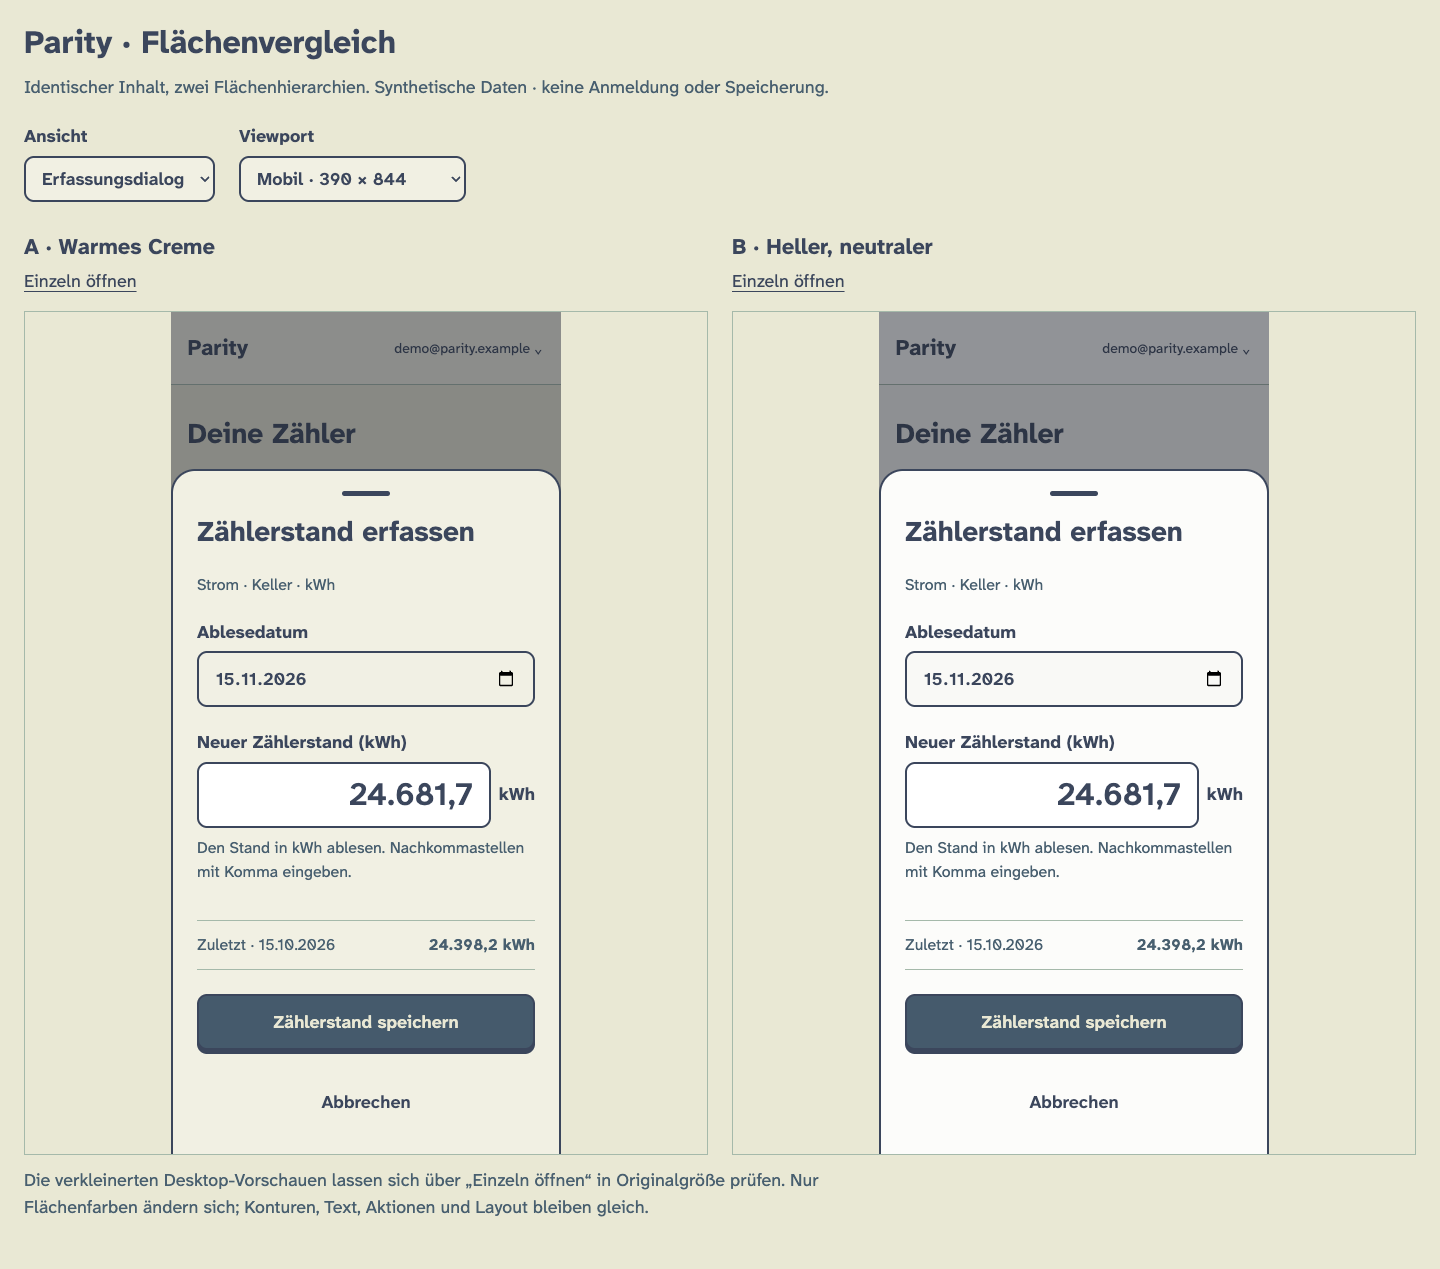 Parity · Flächenvergleich
Identischer Inhalt, zwei Flächenhierarchien. Synthetische Daten · keine Anmeldung oder Speicherung.
Ansicht
Erfassungsdialog
Viewport
Mobil · 390 × 844
A · Warmes Creme
Einzeln öffnen
Parity
demo@parity.example
Deine Zähler
Zählerstand erfassen
Strom · Keller · kWh
Ablesedatum
15.11.2026
Neuer Zählerstand (kWh)
24.681,7 kWh
Den Stand in kWh ablesen. Nachkommastellen
mit Komma eingeben.
Zuletzt · 15.10.2026 24.398,2 kWh
Zählerstand speichern
Abbrechen
B · Heller, neutraler
Einzeln öffnen
Parity
demo@parity.example
Deine Zähler
Zählerstand erfassen
Strom · Keller · kWh
Ablesedatum
15.11.2026
Neuer Zählerstand (kWh)
24.681,7 kWh
Den Stand in kWh ablesen. Nachkommastellen
mit Komma eingeben.
Zuletzt · 15.10.2026 24.398,2 kWh
Zählerstand speichern
Abbrechen
Die verkleinerten Desktop-Vorschauen lassen sich über „Einzeln öffnen“ in Originalgröße prüfen. Nur
Flächenfarben ändern sich; Konturen, Text, Aktionen und Layout bleiben gleich.